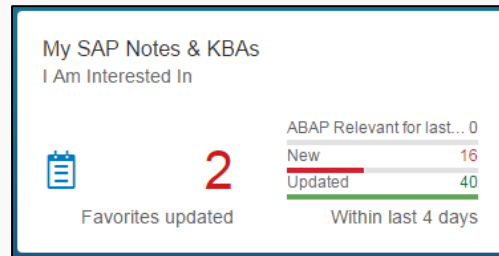 My SAP Notes & KBAs
I Am Interested In
ABAP Relevant for last... 0
New 16
Updated 40
2
Favorites updated
Within last 4 days